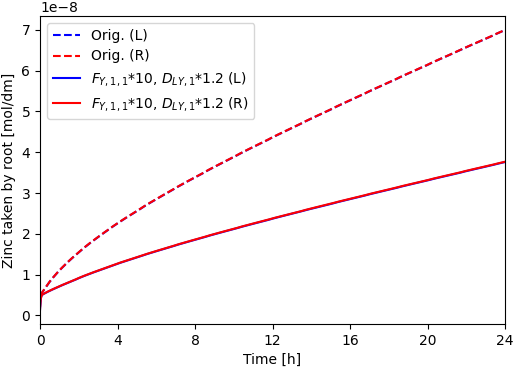 1e−8
Orig. (L)
Orig. (R)
F_{Y,1,1}*10, D_{LY,1}*1.2 (L)
F_{Y,1,1}*10, D_{LY,1}*1.2 (R)
Zinc taken by root [mol/dm]
7
6
5
4
3
2
1
0
0 4 8 12 16 20 24
Time [h]